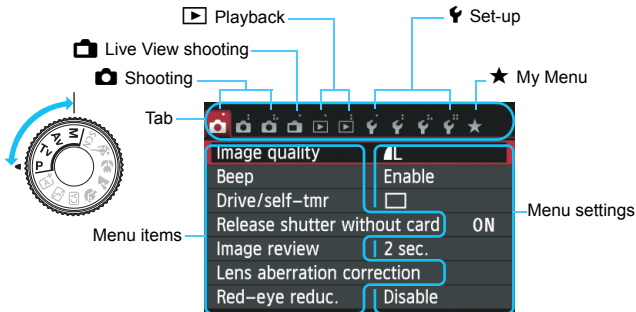 Playback
Set-up
Live View shooting
Shooting
My Menu
Tab
Image quality L
Beep Enable
Drive/self-tmr
Release shutter without card ON
Image review 2 sec.
Lens aberration correction
Red-eye reduc. Disable
Menu items
Menu settings
M
Tv
P